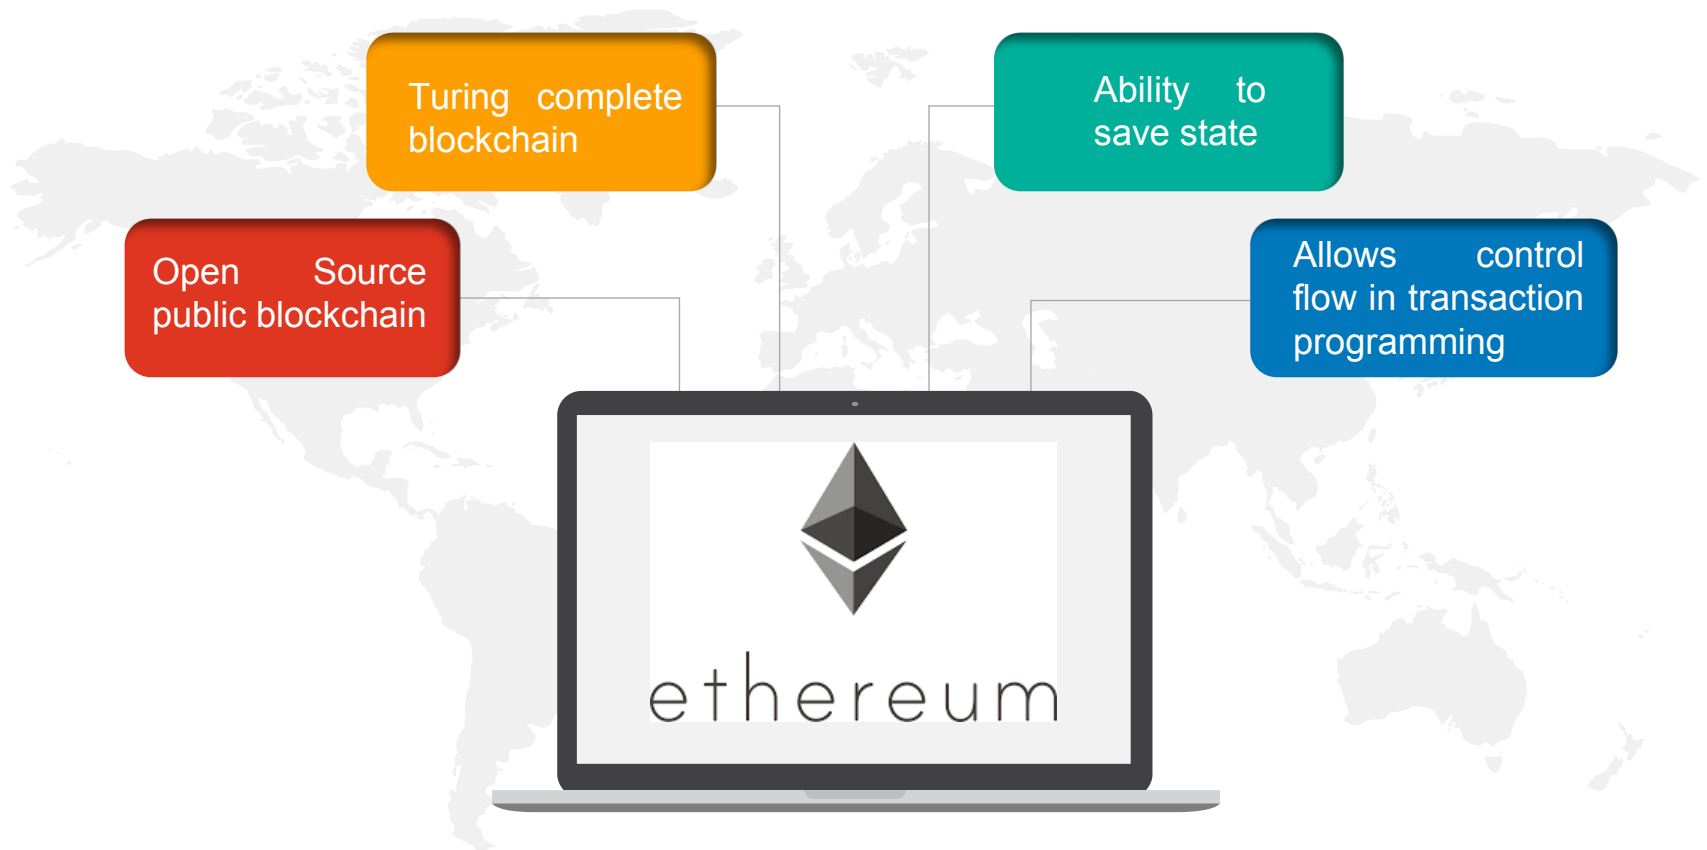 Turing complete
blockchain
Ability to
save state
Open Source
public blockchain
Allows control
flow in transaction
programming
ethereum